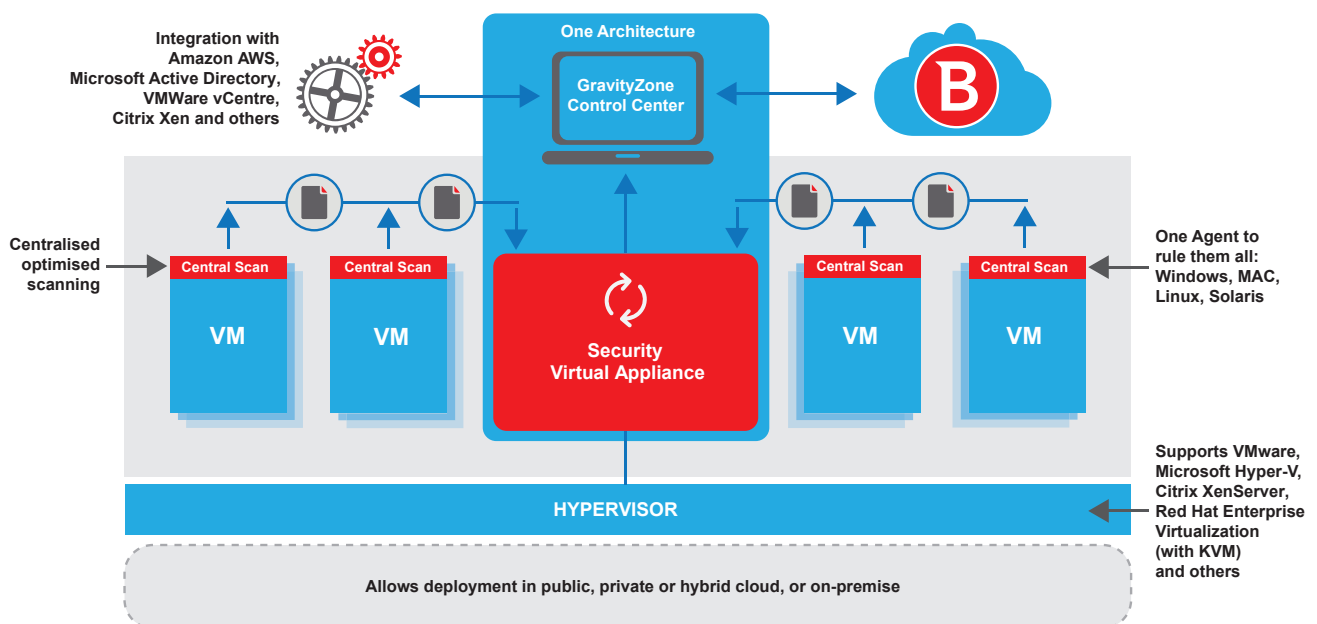 Integration with
Amazon AWS,
Microsoft Active Directory,
VMWare vCentre,
Citrix Xen and others
One Architecture
GravityZone
Control Center
B
Centralised
optimised
scanning
Central Scan
VM
Central Scan
VM
Security
Virtual Appliance
Central Scan
VM
Central Scan
VM
One Agent to
rule them all:
Windows, MAC,
Linux, Solaris
HYPERVISOR
Supports VMware,
Microsoft Hyper-V,
Citrix XenServer,
Red Hat Enterprise
Virtualization
(with KVM)
and others
Allows deployment in public, private or hybrid cloud, or on-premise